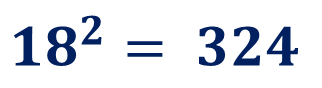 18² = 324